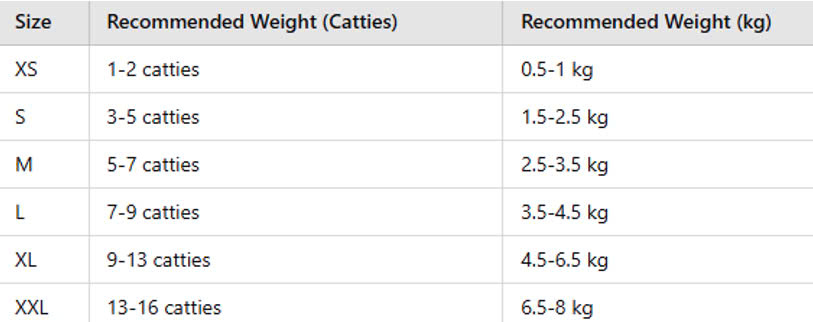 Size Recommended Weight (Catties) Recommended Weight (kg)
XS 1-2 catties 0.5-1 kg
S 3-5 catties 1.5-2.5 kg
M 5-7 catties 2.5-3.5 kg
L 7-9 catties 3.5-4.5 kg
XL 9-13 catties 4.5-6.5 kg
XXL 13-16 catties 6.5-8 kg